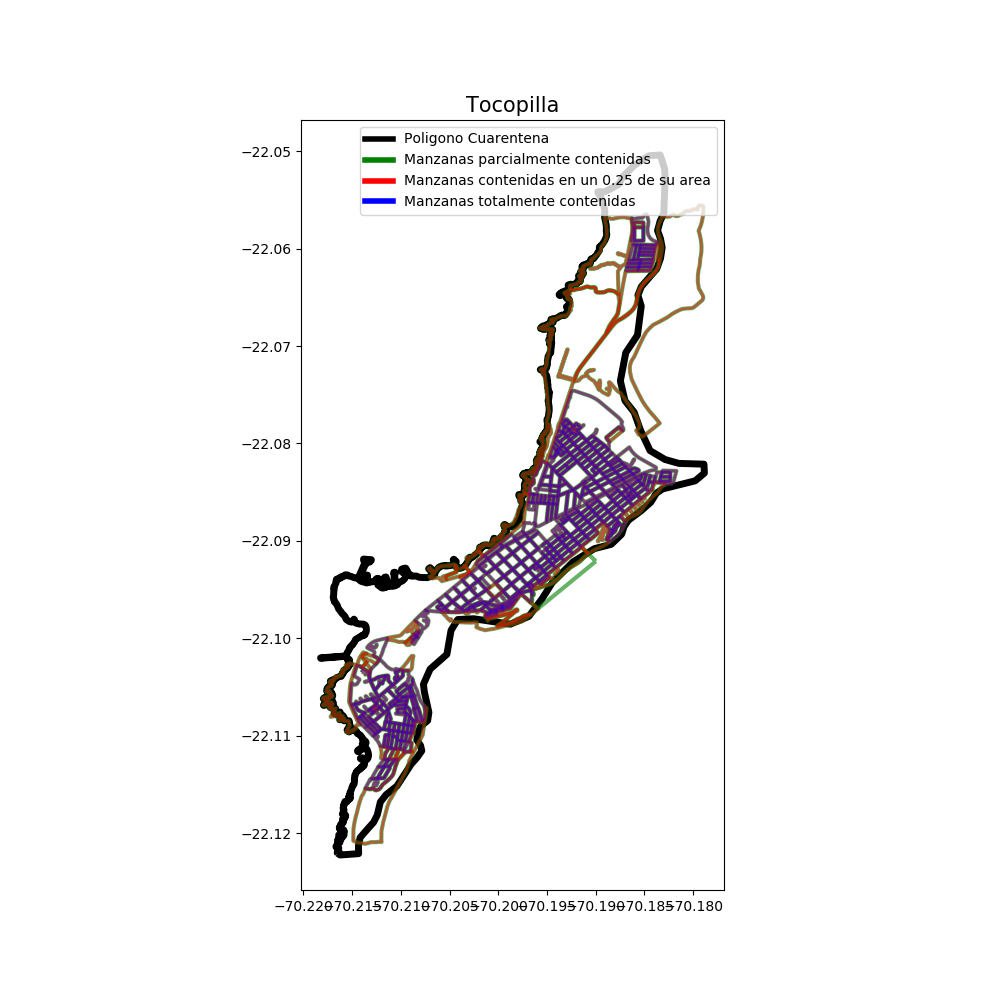 Tocopilla
Poligono Cuarentena
Manzanas parcialmente contenidas
Manzanas contenidas en un 0.25 de su area
Manzanas totalmente contenidas
−22.05
−22.06
−22.07
−22.08
−22.09
−22.10
−22.11
−22.12
−70.220 −70.215 −70.210 −70.205 −70.200 −70.195 −70.190 −70.185 −70.180